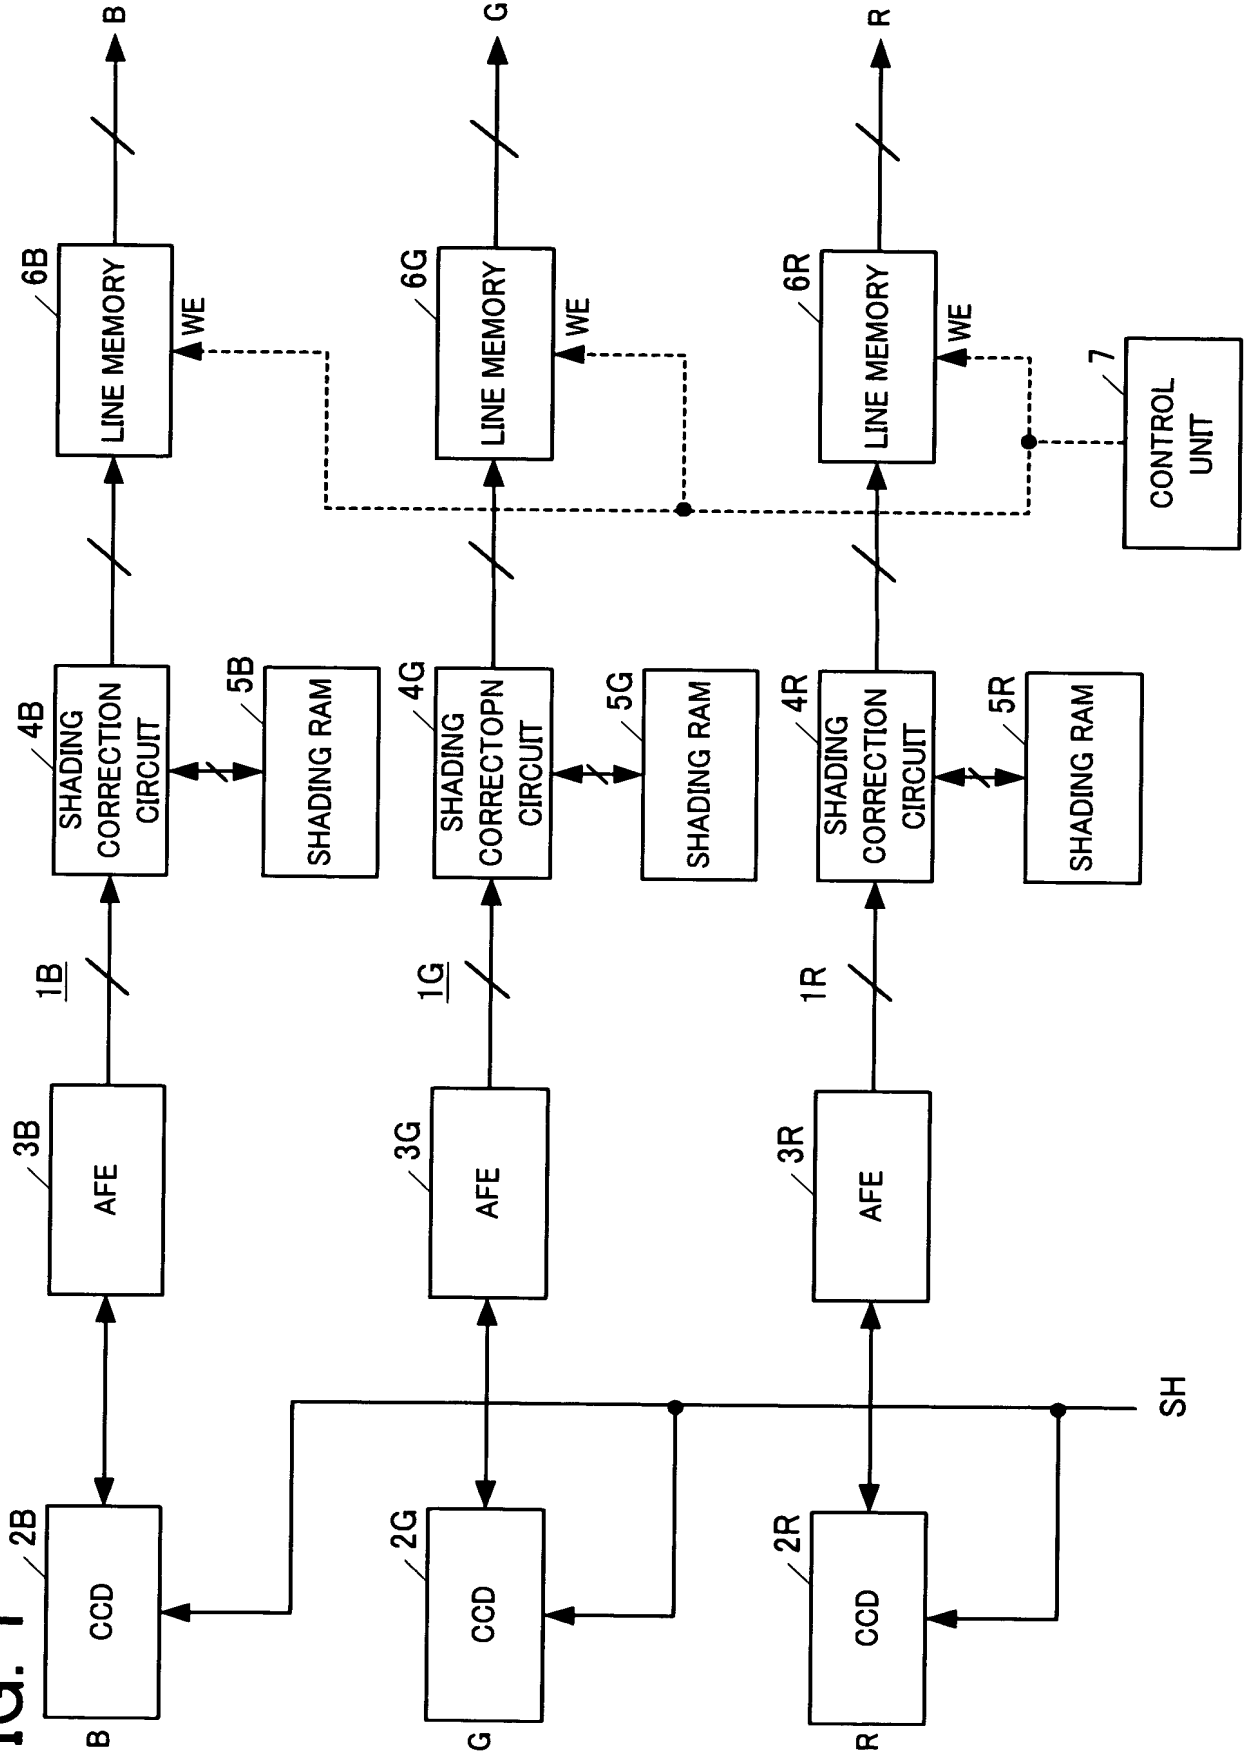 FIG. 1
B
CCD
2B
AFE
3B
1B
SHADING
CORRECTION
CIRCUIT
4B
SHADING RAM
5B
LINE MEMORY
6B
WE
B
G
CCD
2G
AFE
3G
1G
SHADING
CORRECTOPN
CIRCUIT
4G
SHADING RAM
5G
LINE MEMORY
6G
WE
G
R
CCD
2R
AFE
3R
1R
SHADING
CORRECTION
CIRCUIT
4R
SHADING RAM
5R
LINE MEMORY
6R
WE
R
SH
CONTROL
UNIT
7